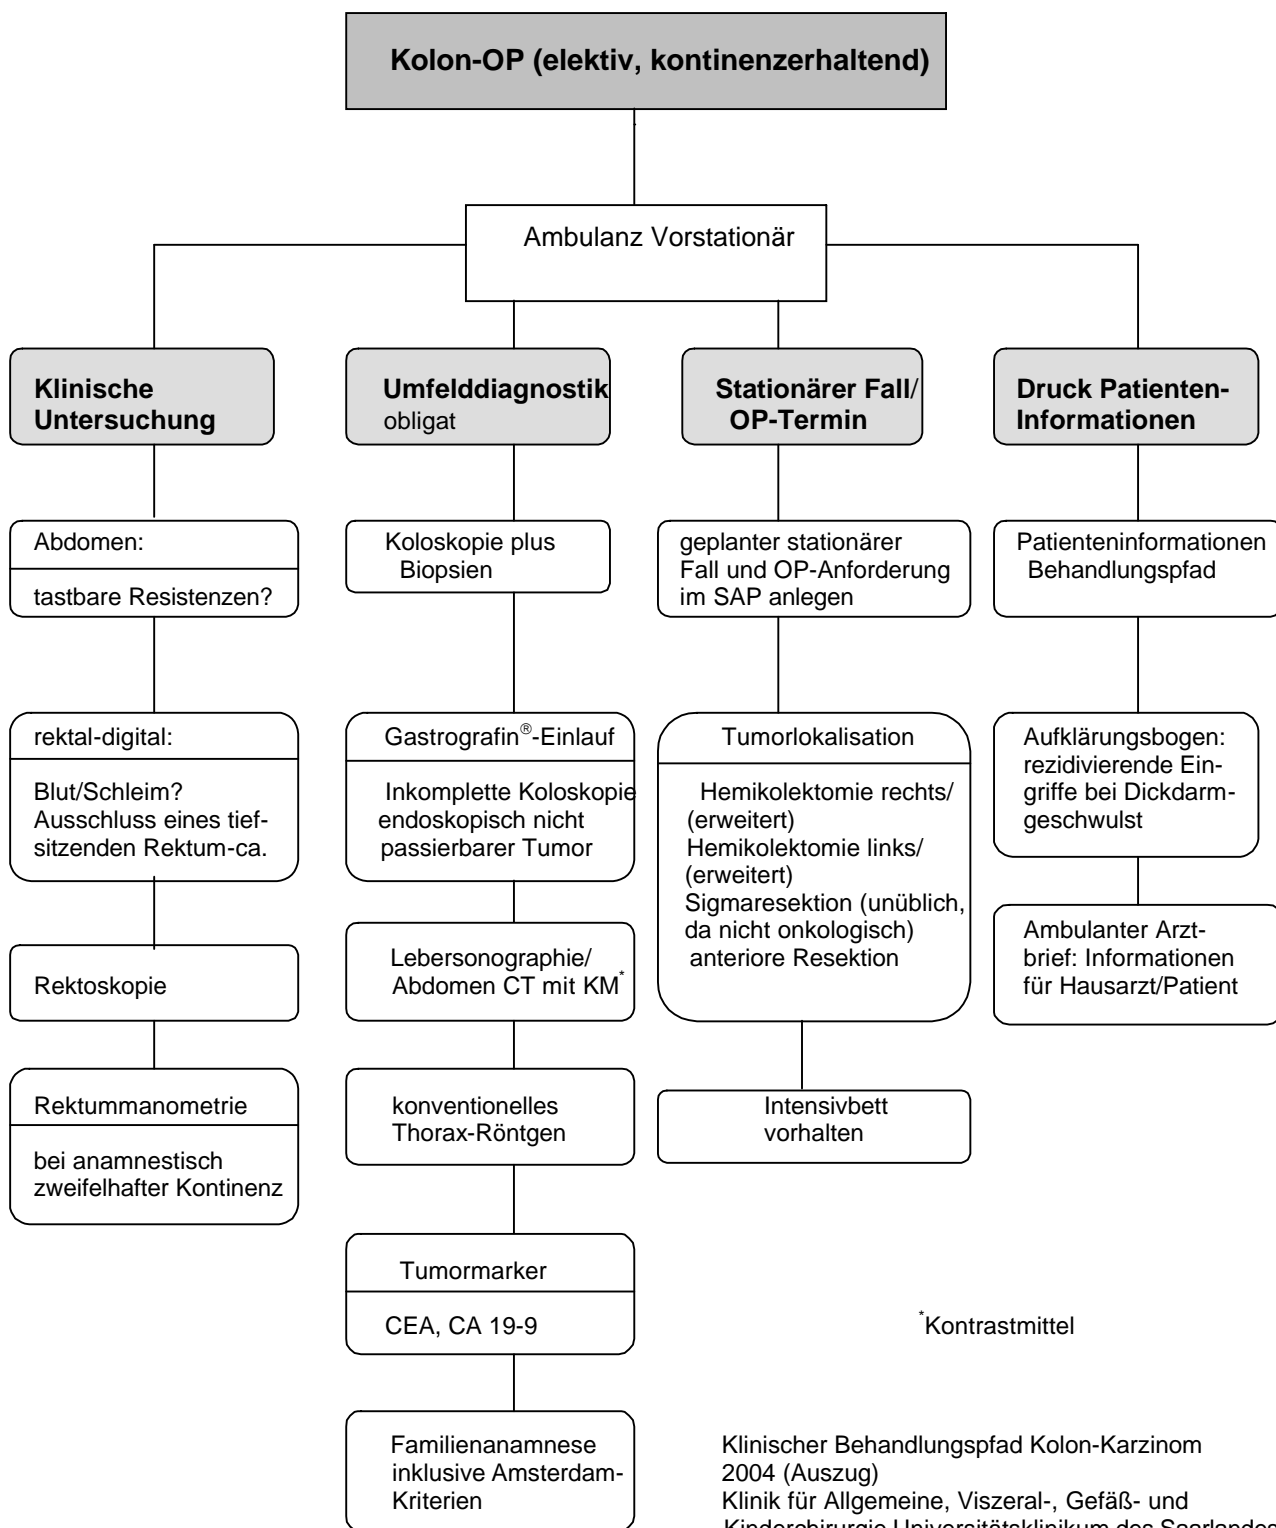 Kolon-OP (elektiv, kontinenzerhaltend)
Ambulanz Vorstationär
Klinische
Untersuchung
Abdomen:
tastbare Resistenzen?
rektal-digital:
Blut/Schleim?
Ausschluss eines tief-
sitzenden Rektum-ca.
Rektoskopie
Rektummanometrie
bei anamnestisch
zweifelhafter Kontinenz
Umfelddiagnostik
obligat
Koloskopie plus
Biopsien
Gastrografin®-Einlauf
Inkomplette Koloskopie
endoskopisch nicht
passierbarer Tumor
Lebersonographie/
Abdomen CT mit KM*
konventionelles
Thorax-Röntgen
Tumormarker
CEA, CA 19-9
Familienanamnese
inklusive Amsterdam-
Kriterien
Stationärer Fall/
OP-Termin
geplanter stationärer
Fall und OP-Anforderung
im SAP anlegen
Tumorlokalisation
Hemikolektomie rechts/
(erweitert)
Hemikolektomie links/
(erweitert)
Sigmaresektion (unüblich,
da nicht onkologisch)
anteriore Resektion
Intensivbett
vorhalten
Druck Patienten-
Informationen
Patienteninformationen
Behandlungspfad
Aufklärungsbogen:
rezidivierende Ein-
griffe bei Dickdarm-
geschwulst
Ambulanter Arzt-
brief: Informationen
für Hausarzt/Patient
*Kontrastmittel
Klinischer Behandlungspfad Kolon-Karzinom
2004 (Auszug)
Klinik für Allgemeine, Viszeral-, Gefäß- und
Kinderchirurgie Universitätsklinikum des Saarlandes